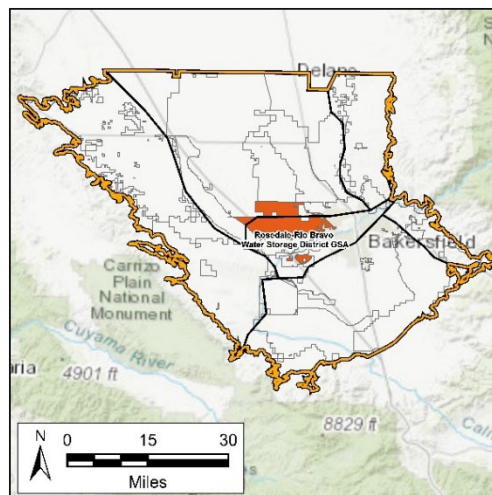 Delano
Rosedale-Rio Bravo
Water Storage District GSA
Bakersfield
Carrizo
Plain
National
Monument
Cuyama River
4901 ft
8829 ft
N
0 15 30
Miles